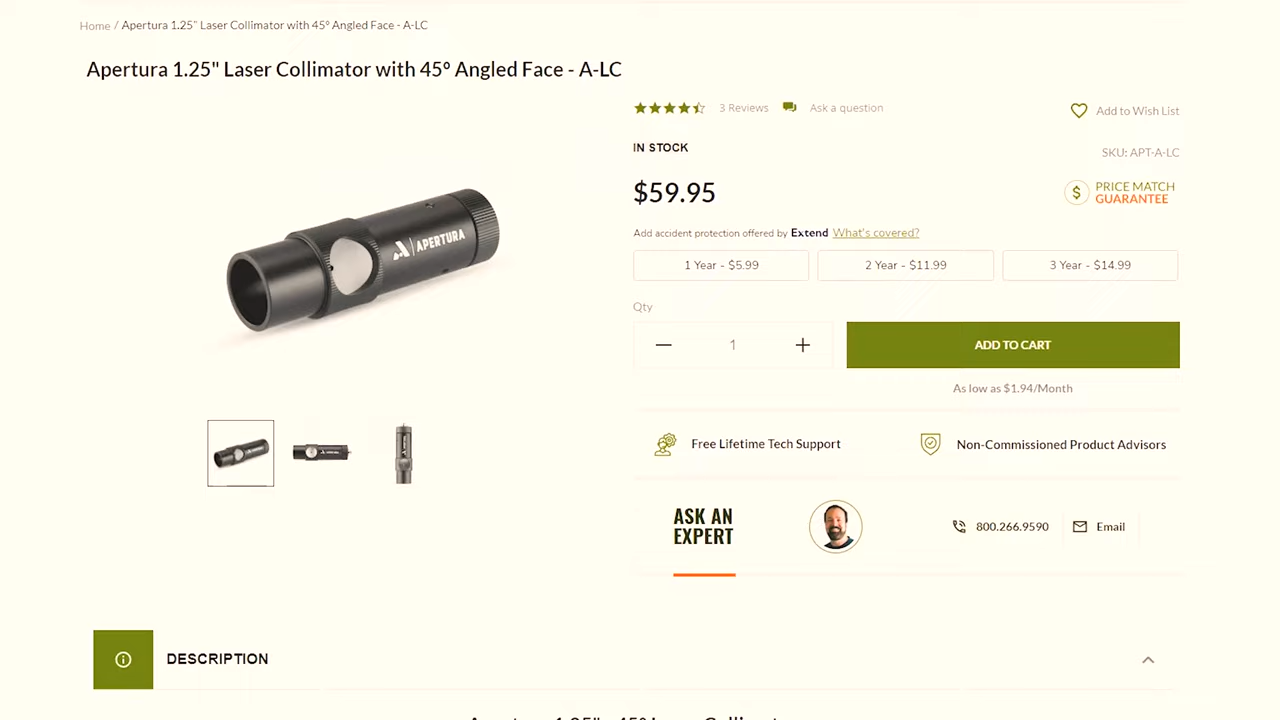 Home / Apertura 1.25" Laser Collimator with 45º Angled Face - A-LC
Apertura 1.25" Laser Collimator with 45º Angled Face - A-LC
3 Reviews
Ask a question
Add to Wish List
IN STOCK
SKU: APT-A-LC
$59.95
PRICE MATCH
GUARANTEE
Add accident protection offered by Extend What's covered?
1 Year - $5.99
2 Year - $11.99
3 Year - $14.99
Qty
1
ADD TO CART
As low as $1.94/Month
APERTURA
Free Lifetime Tech Support
Non-Commissioned Product Advisors
ASK AN
EXPERT
800.266.9590
Email
DESCRIPTION